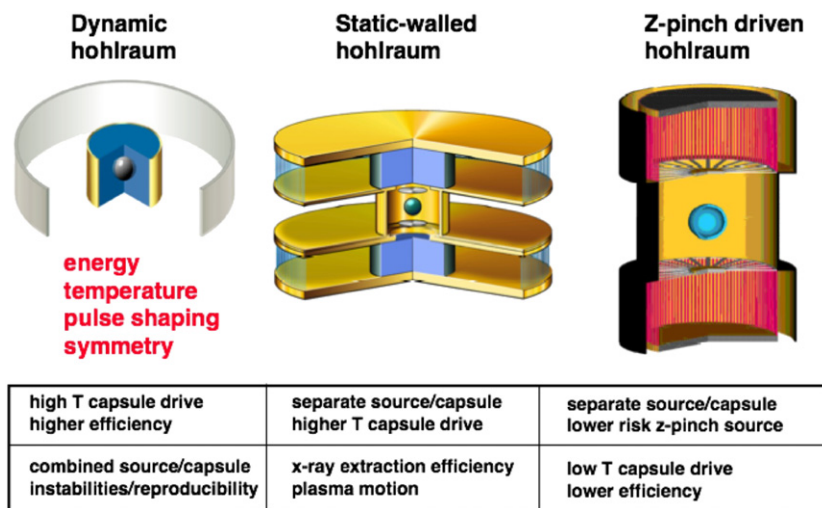 Dynamic
hohlraum
Static-walled
hohlraum
Z-pinch driven
hohlraum
energy
temperature
pulse shaping
symmetry
high T capsule drive
higher efficiency
separate source/capsule
higher T capsule drive
separate source/capsule
lower risk z-pinch source
combined source/capsule
instabilities/reproducibility
x-ray extraction efficiency
plasma motion
low T capsule drive
lower efficiency